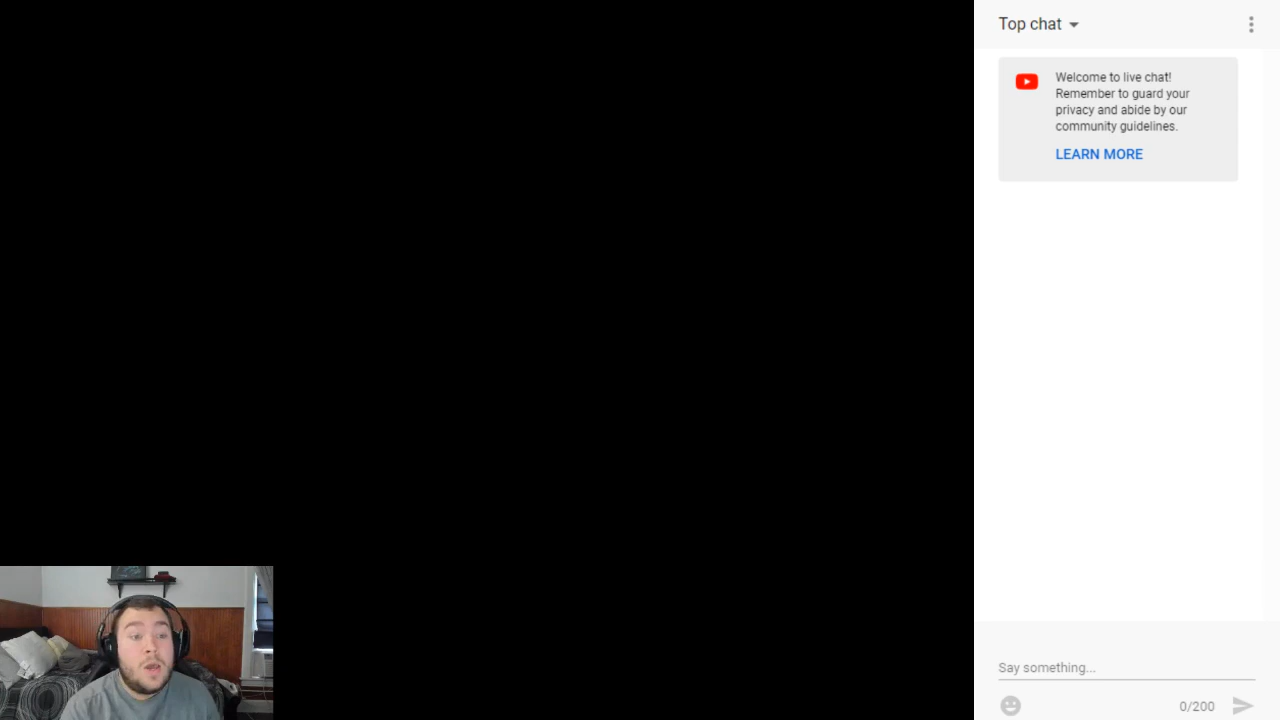 Top chat
Welcome to live chat!
Remember to guard your
privacy and abide by our
community guidelines.
LEARN MORE
Say something...
0/200